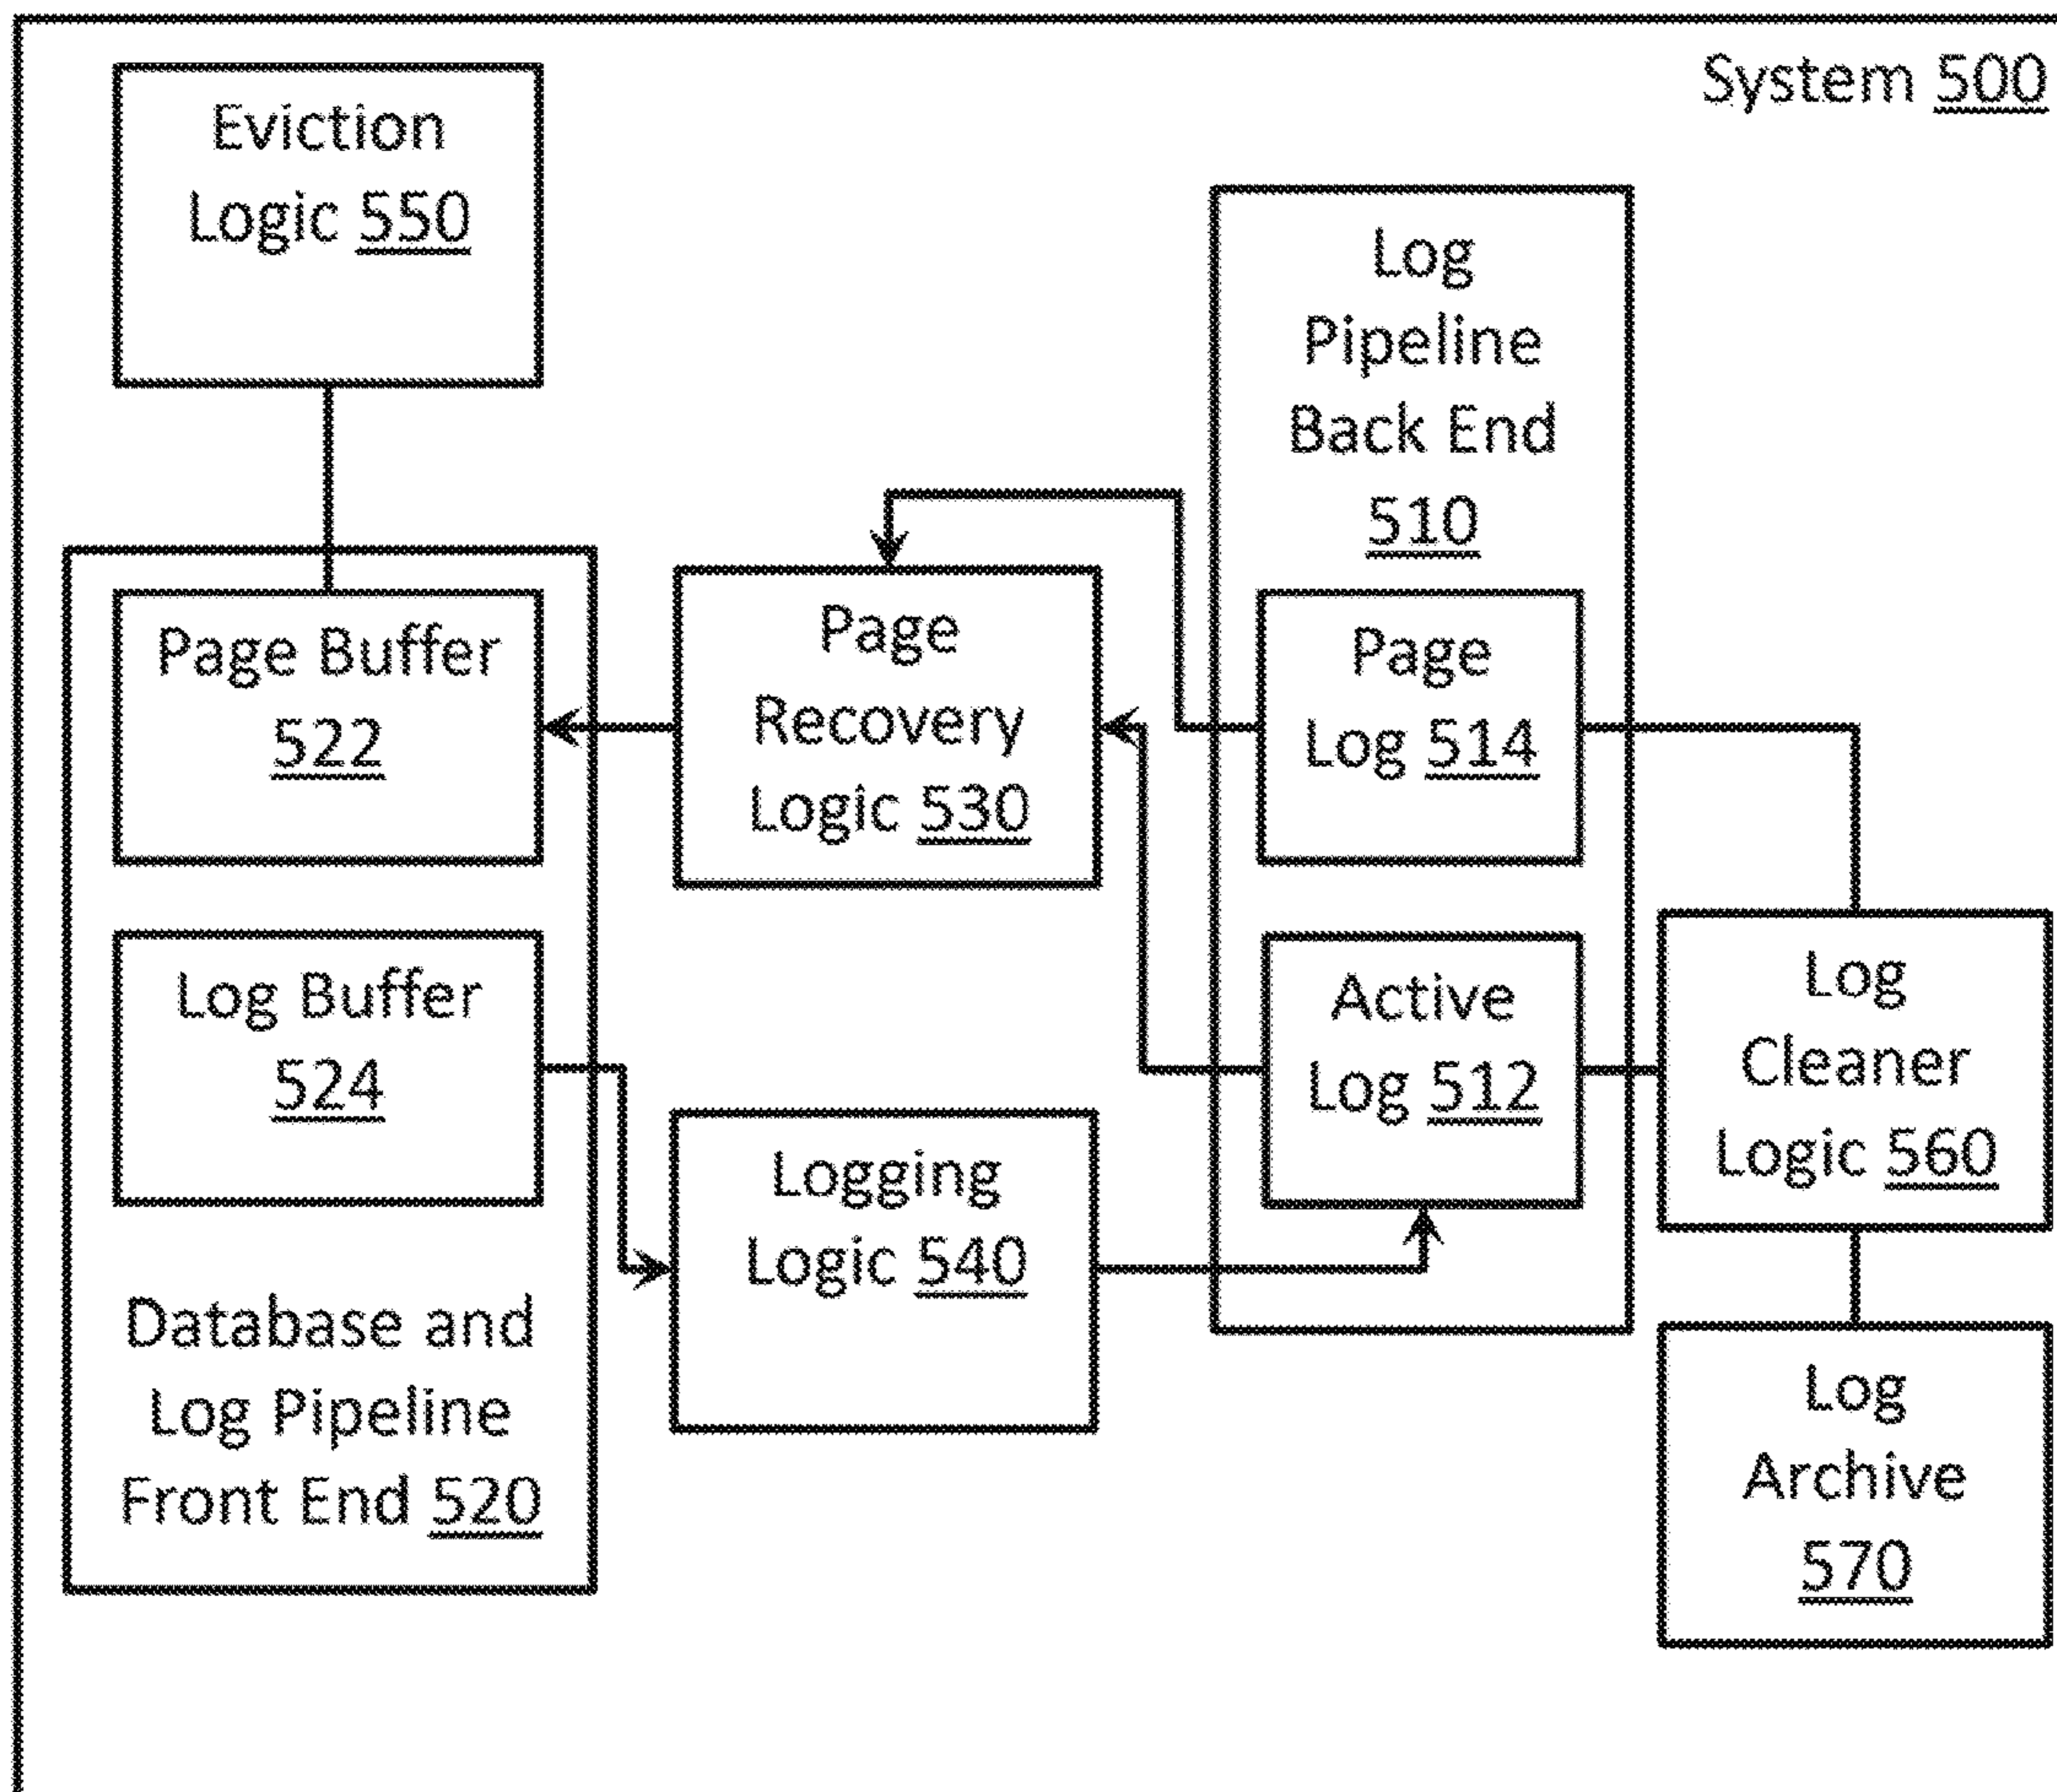 System 500
Eviction
Logic 550
Log
Pipeline
Back End
510
Page Buffer
522
Page
Recovery
Logic 530
Page
Log 514
Log Buffer
524
Active
Log 512
Log
Cleaner
Logic 560
Logging
Logic 540
Database and
Log Pipeline
Front End 520
Log
Archive
570